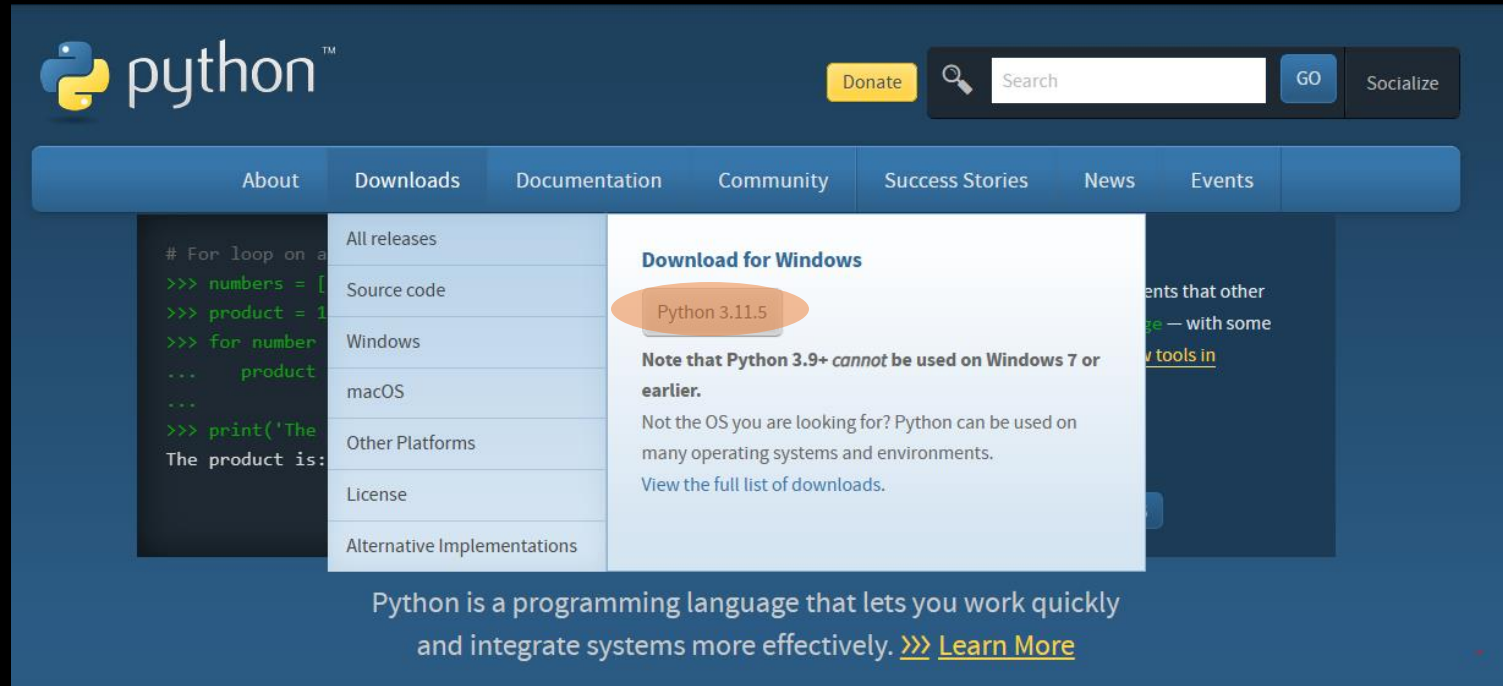 python™
Donate
Search
GO
Socialize
About
Downloads
Documentation
Community
Success Stories
News
Events
# For loop on a
>>> numbers = [
>>> product = 1
>>> for number
... product
...
>>> print('The
The product is:
All releases
Source code
Windows
macOS
Other Platforms
License
Alternative Implementations
Download for Windows
Python 3.11.5
Note that Python 3.9+ cannot be used on Windows 7 or
earlier.
Not the OS you are looking for? Python can be used on
many operating systems and environments.
View the full list of downloads.
that other
— with some
tools in
Python is a programming language that lets you work quickly
and integrate systems more effectively. >>> Learn More